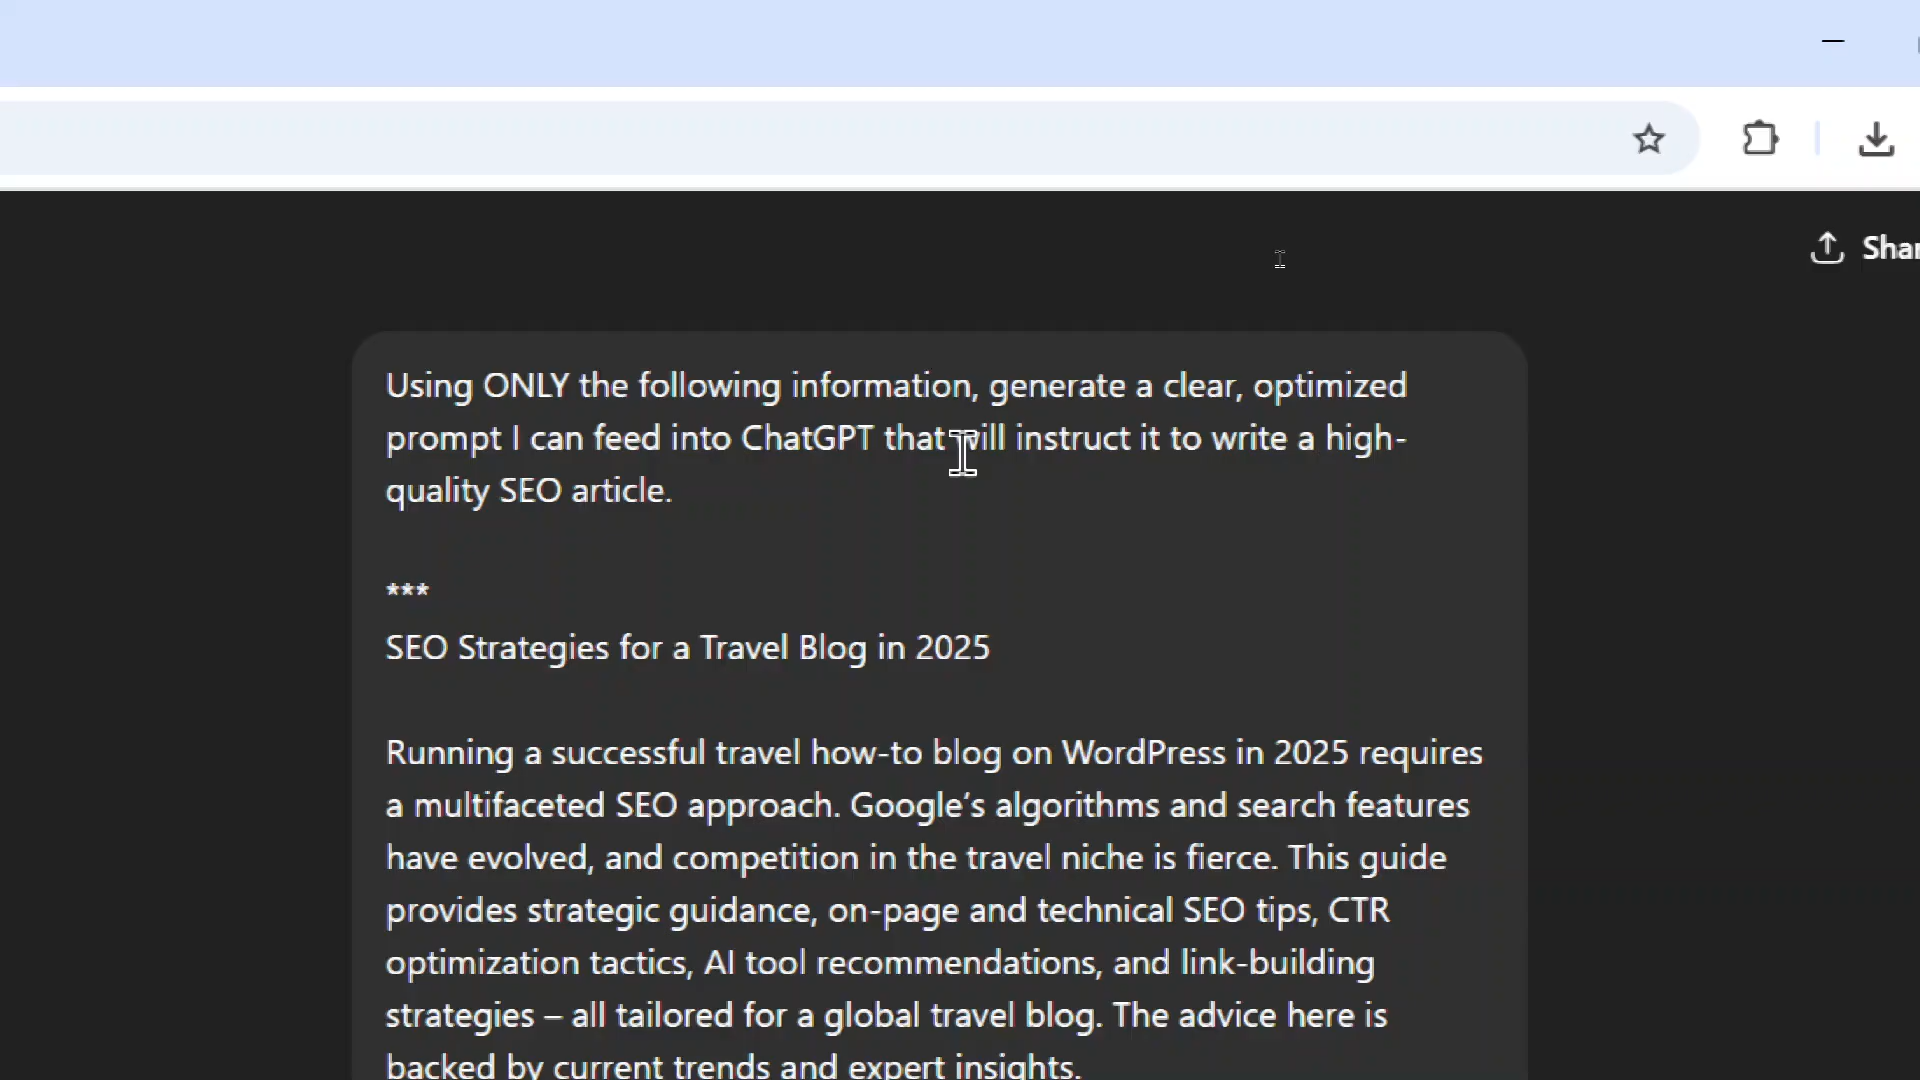 Shar
Using ONLY the following information, generate a clear, optimized
prompt I can feed into ChatGPT that will instruct it to write a high-
quality SEO article.
***
SEO Strategies for a Travel Blog in 2025
Running a successful travel how-to blog on WordPress in 2025 requires
a multifaceted SEO approach. Google’s algorithms and search features
have evolved, and competition in the travel niche is fierce. This guide
provides strategic guidance, on-page and technical SEO tips, CTR
optimization tactics, AI tool recommendations, and link-building
strategies – all tailored for a global travel blog. The advice here is
backed by current trends and expert insights.